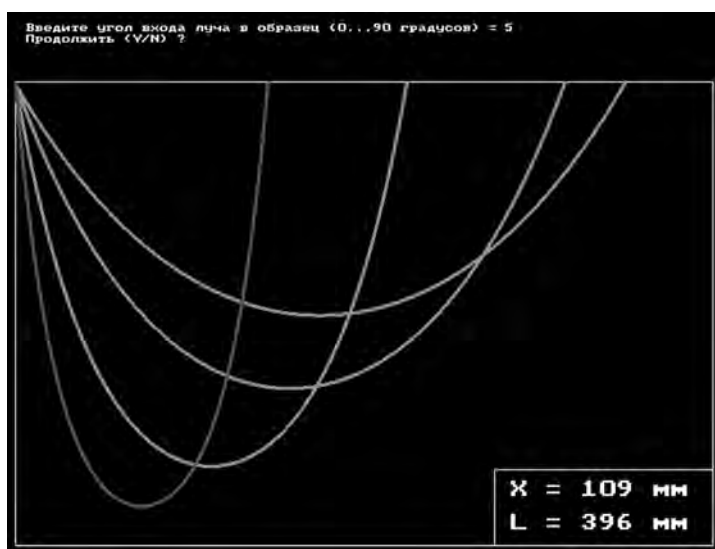 Введите угол входа луча в образец (0...90 градусов) = 5
Продолжить (Y/N) ?
X = 109 мм
L = 396 мм